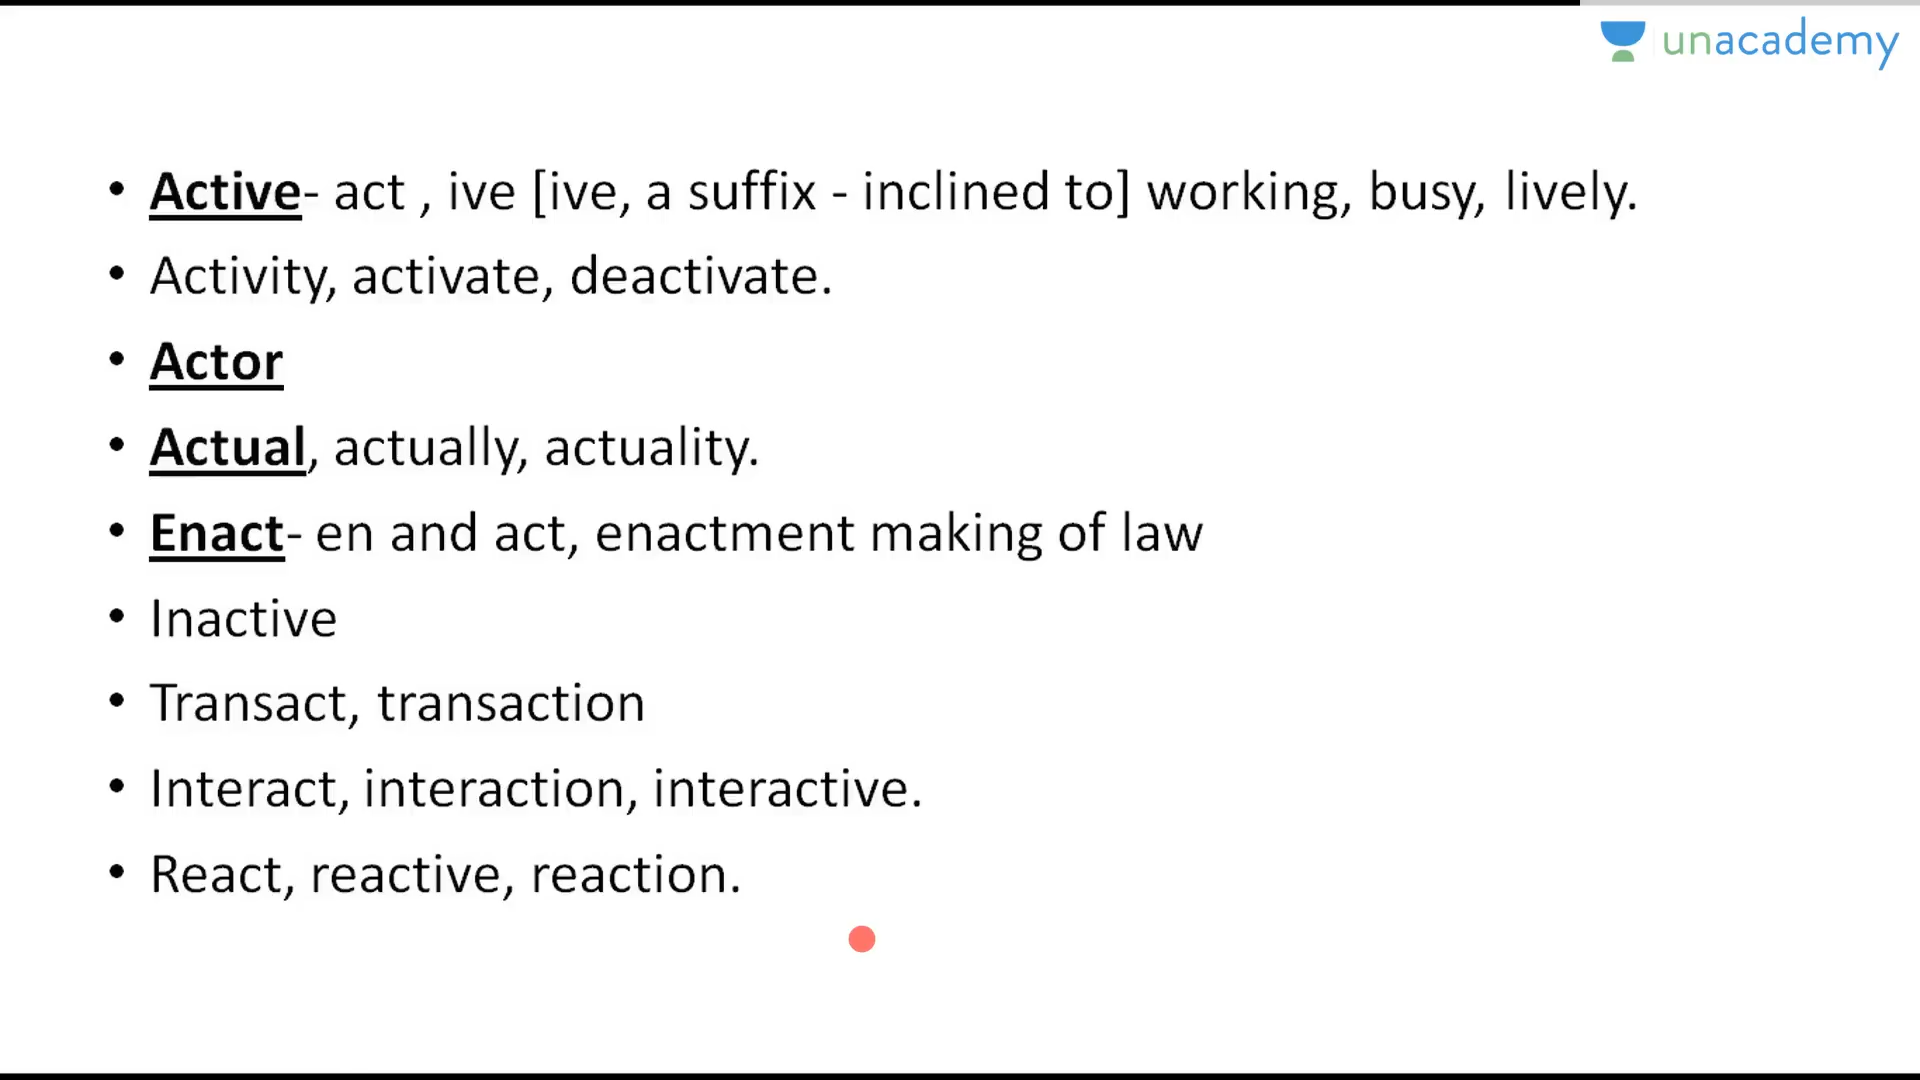 unacademy
• Active- act , ive [ive, a suffix - inclined to] working, busy, lively.
• Activity, activate, deactivate.
• Actor
• Actual, actually, actuality.
• Enact- en and act, enactment making of law
• Inactive
• Transact, transaction
• Interact, interaction, interactive.
• React, reactive, reaction.